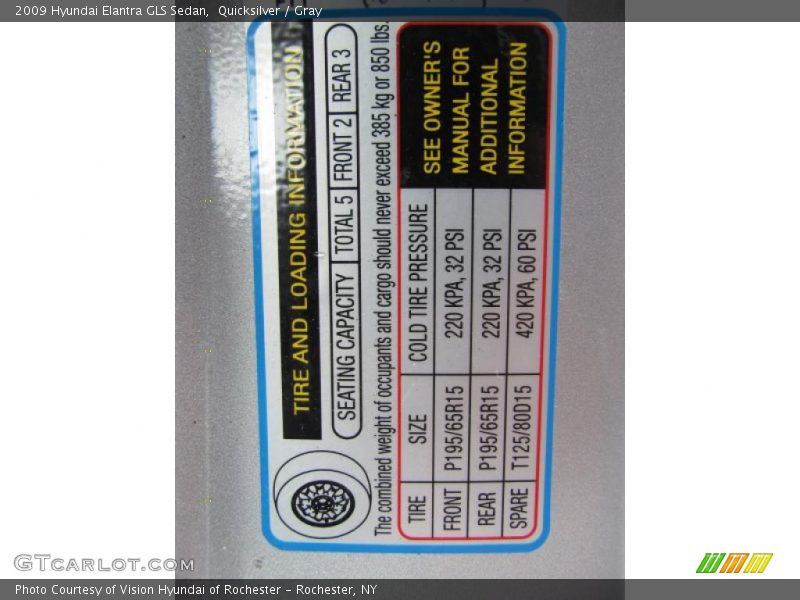 2009 Hyundai Elantra GLS Sedan, Quicksilver / Gray
TIRE AND LOADING INFORMATION
SEATING CAPACITY TOTAL 5 FRONT 2 REAR 3
The combined weight of occupants and cargo should never exceed 385 kg or 850 lbs.
TIRE SIZE COLD TIRE PRESSURE
FRONT P195/65R15 220 KPA, 32 PSI
REAR P195/65R15 220 KPA, 32 PSI
SPARE T125/80D15 420 KPA, 60 PSI
SEE OWNER'S
MANUAL FOR
ADDITIONAL
INFORMATION
GTCARLOT.COM
Photo Courtesy of Vision Hyundai of Rochester - Rochester, NY